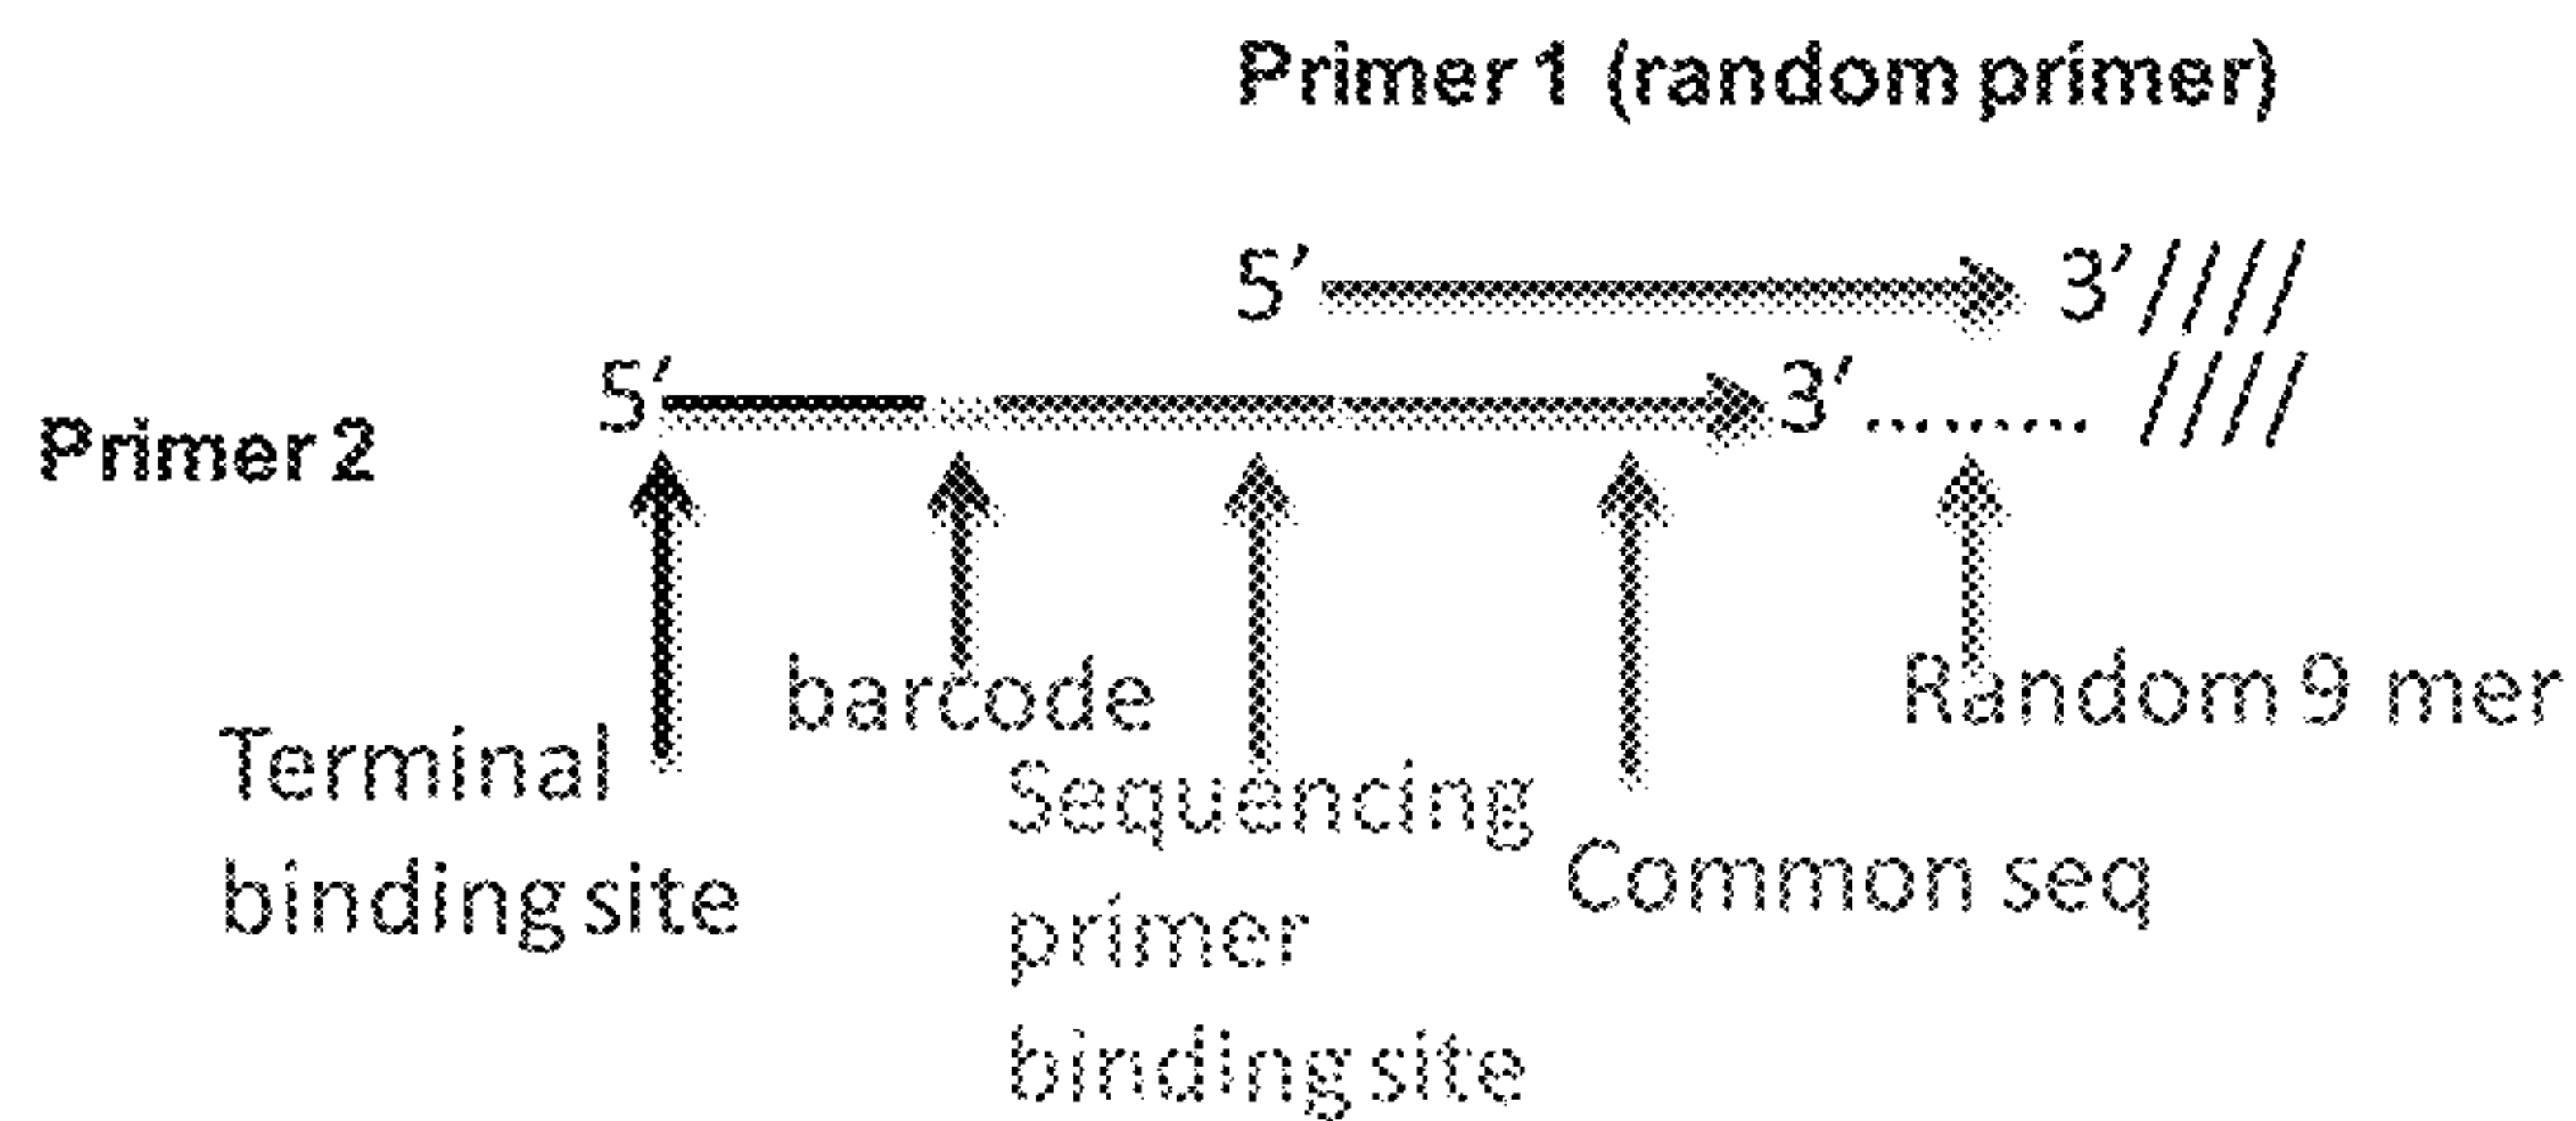 Primer 1 (random primer)
5’ 3’ ////
5’ 3’ ......... ////
Primer 2
barcode
Random 9 mer
Terminal
binding site
Sequencing
primer
binding site
Common seq